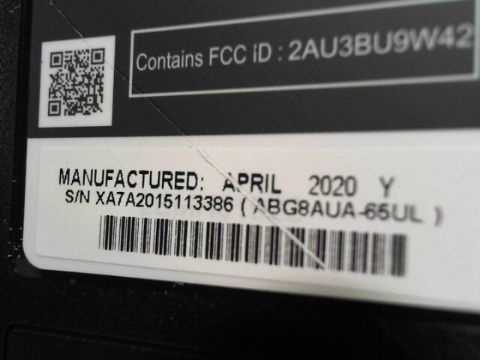 Contains FCC iD : 2AU3BU9W42
MANUFACTURED: APRIL 2020 Y
S/N XA7A2015113386 ( ABG8AUA-65UL )